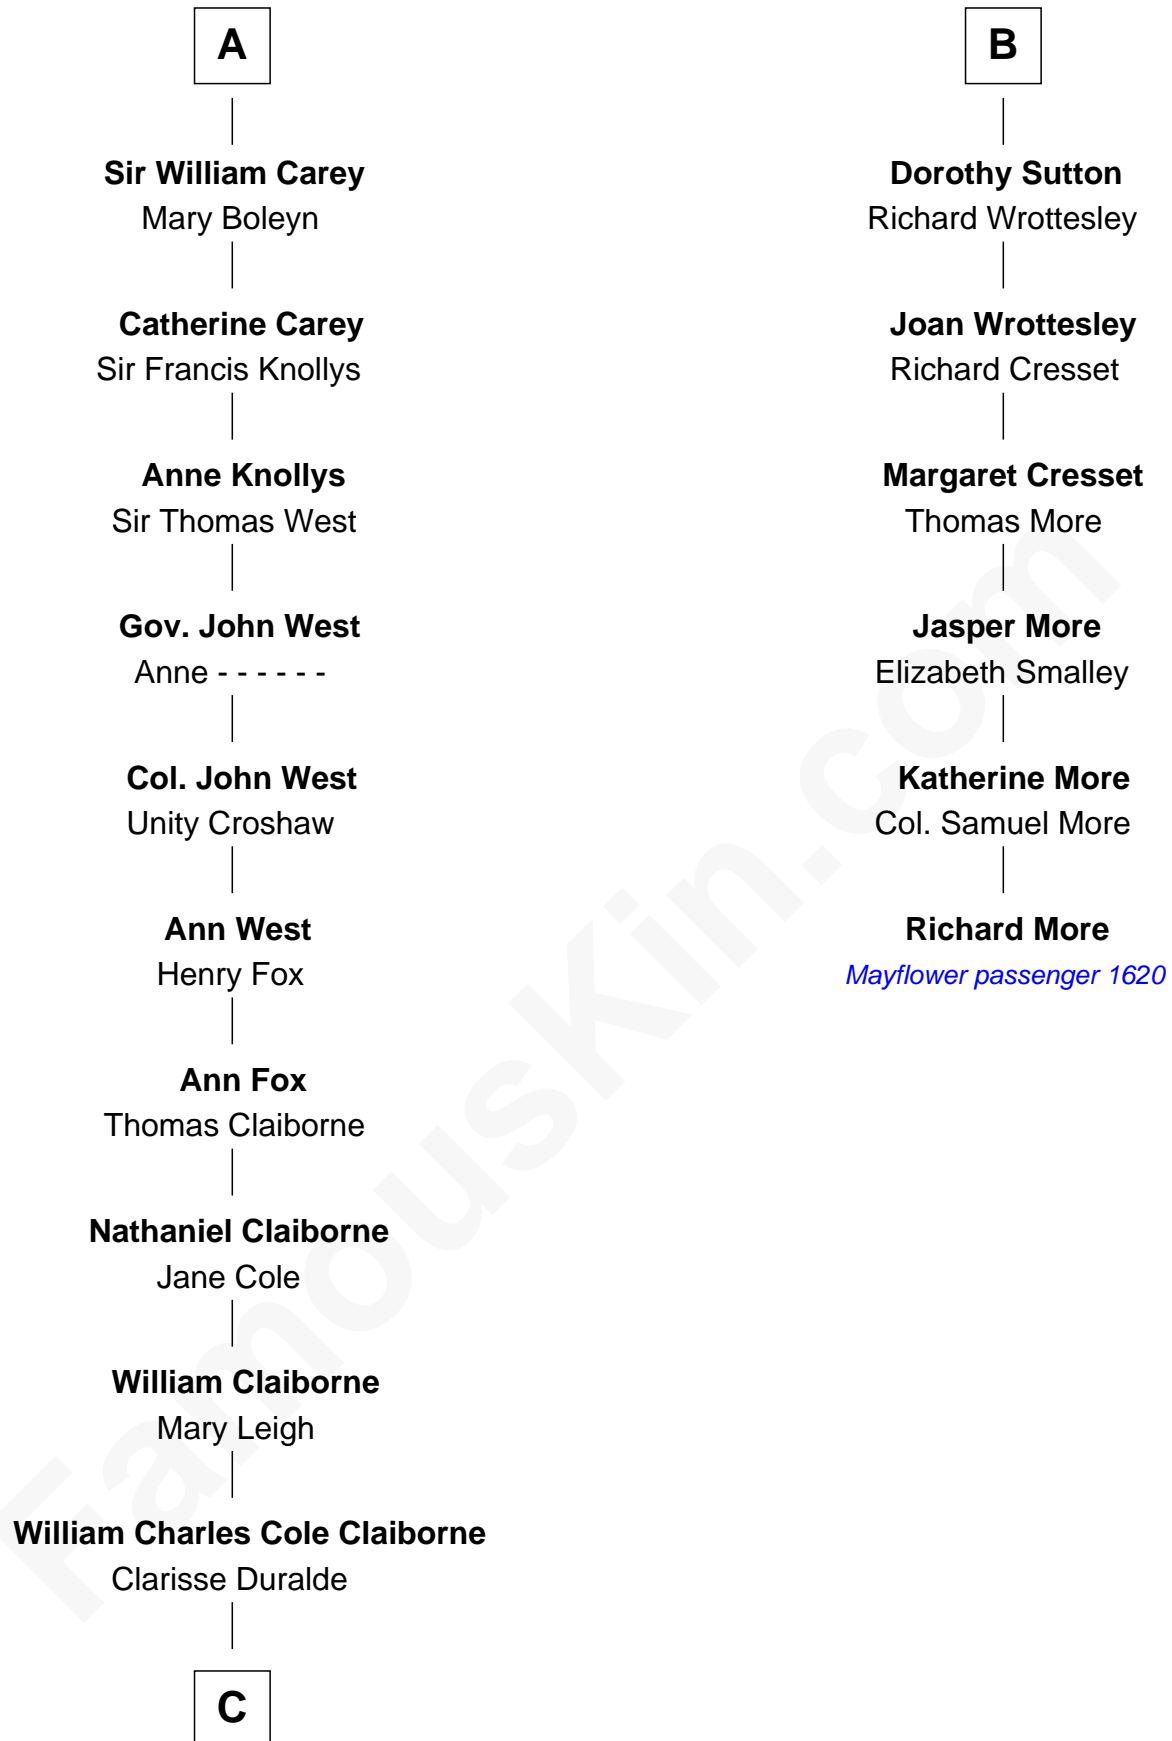 A
Sir William Carey
Mary Boleyn
Catherine Carey
Sir Francis Knollys
Anne Knollys
Sir Thomas West
Gov. John West
Anne - - - - - -
Col. John West
Unity Croshaw
Ann West
Henry Fox
Ann Fox
Thomas Claiborne
Nathaniel Claiborne
Jane Cole
William Claiborne
Mary Leigh
William Charles Cole Claiborne
Clarisse Duralde
C
B
Dorothy Sutton
Richard Wrottesley
Joan Wrottesley
Richard Cresset
Margaret Cresset
Thomas More
Jasper More
Elizabeth Smalley
Katherine More
Col. Samuel More
Richard More
Mayflower passenger 1620
FamousKin.com